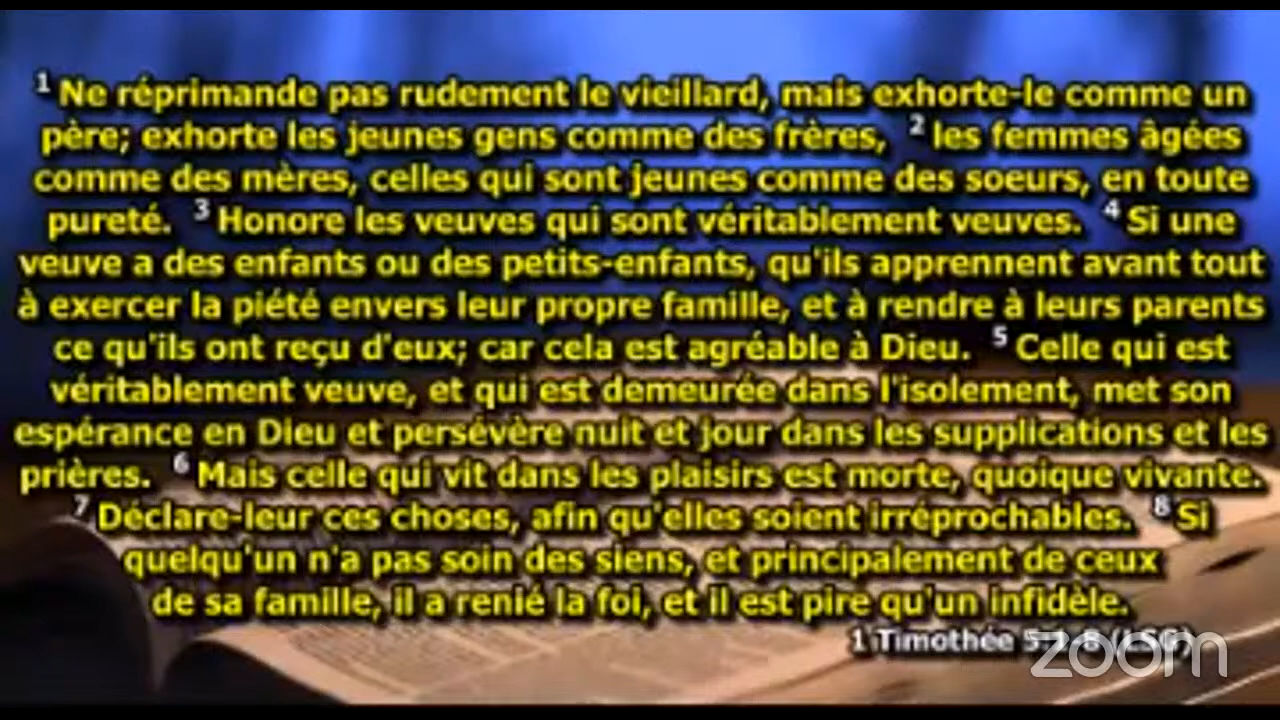 1 Ne réprimande pas rudement le vieillard, mais exhorte-le comme un
père; exhorte les jeunes gens comme des frères, 2 les femmes âgées
comme des mères, celles qui sont jeunes comme des soeurs, en toute
pureté. 3 Honore les veuves qui sont véritablement veuves. 4 Si une
veuve a des enfants ou des petits-enfants, qu'ils apprennent avant tout
à exercer la piété envers leur propre famille, et à rendre à leurs parents
ce qu'ils ont reçu d'eux; car cela est agréable à Dieu. 5 Celle qui est
véritablement veuve, et qui est demeurée dans l'isolement, met son
espérance en Dieu et persévère nuit et jour dans les supplications et les
prières. 6 Mais celle qui vit dans les plaisirs est morte, quoique vivante.
7 Déclare-leur ces choses, afin qu'elles soient irréprochables. 8 Si
quelqu'un n'a pas soin des siens, et principalement de ceux
de sa famille, il a renié la foi, et il est pire qu'un infidèle.
1 Timothée 5:1-8 (LSG)
zoom